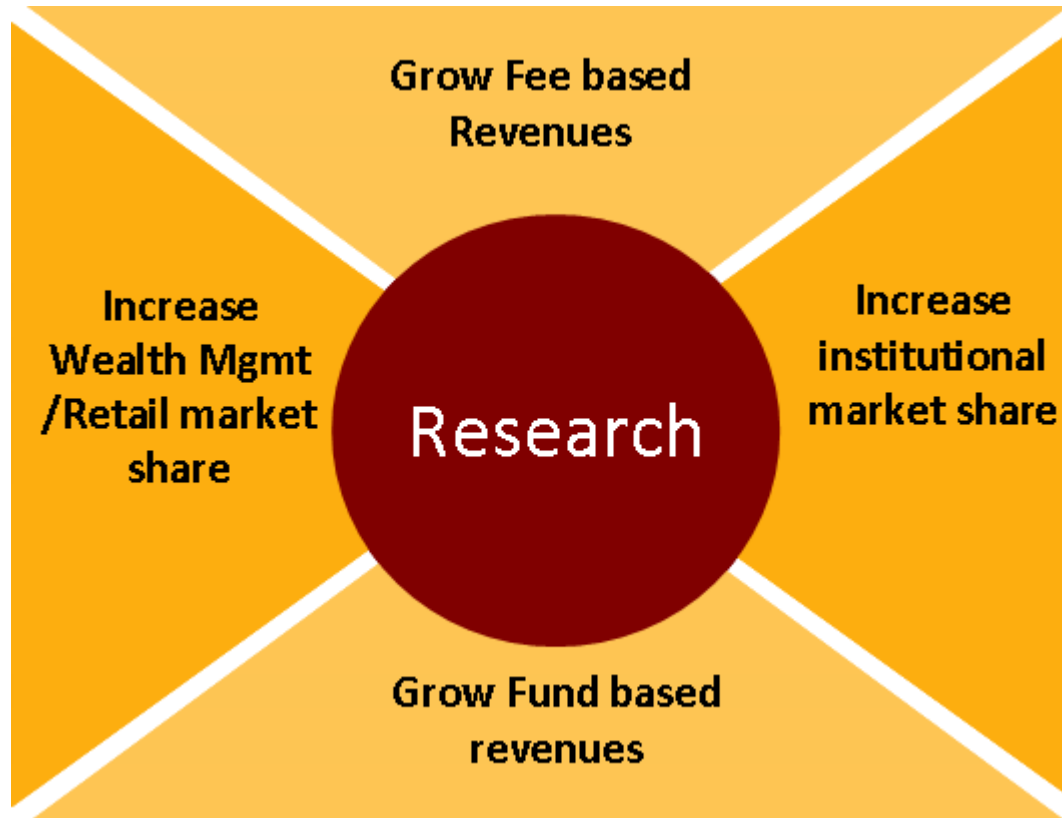 Grow Fee based
Revenues
Increase
Wealth Mgmt
/Retail market
share
Research
Increase
institutional
market share
Grow Fund based
revenues